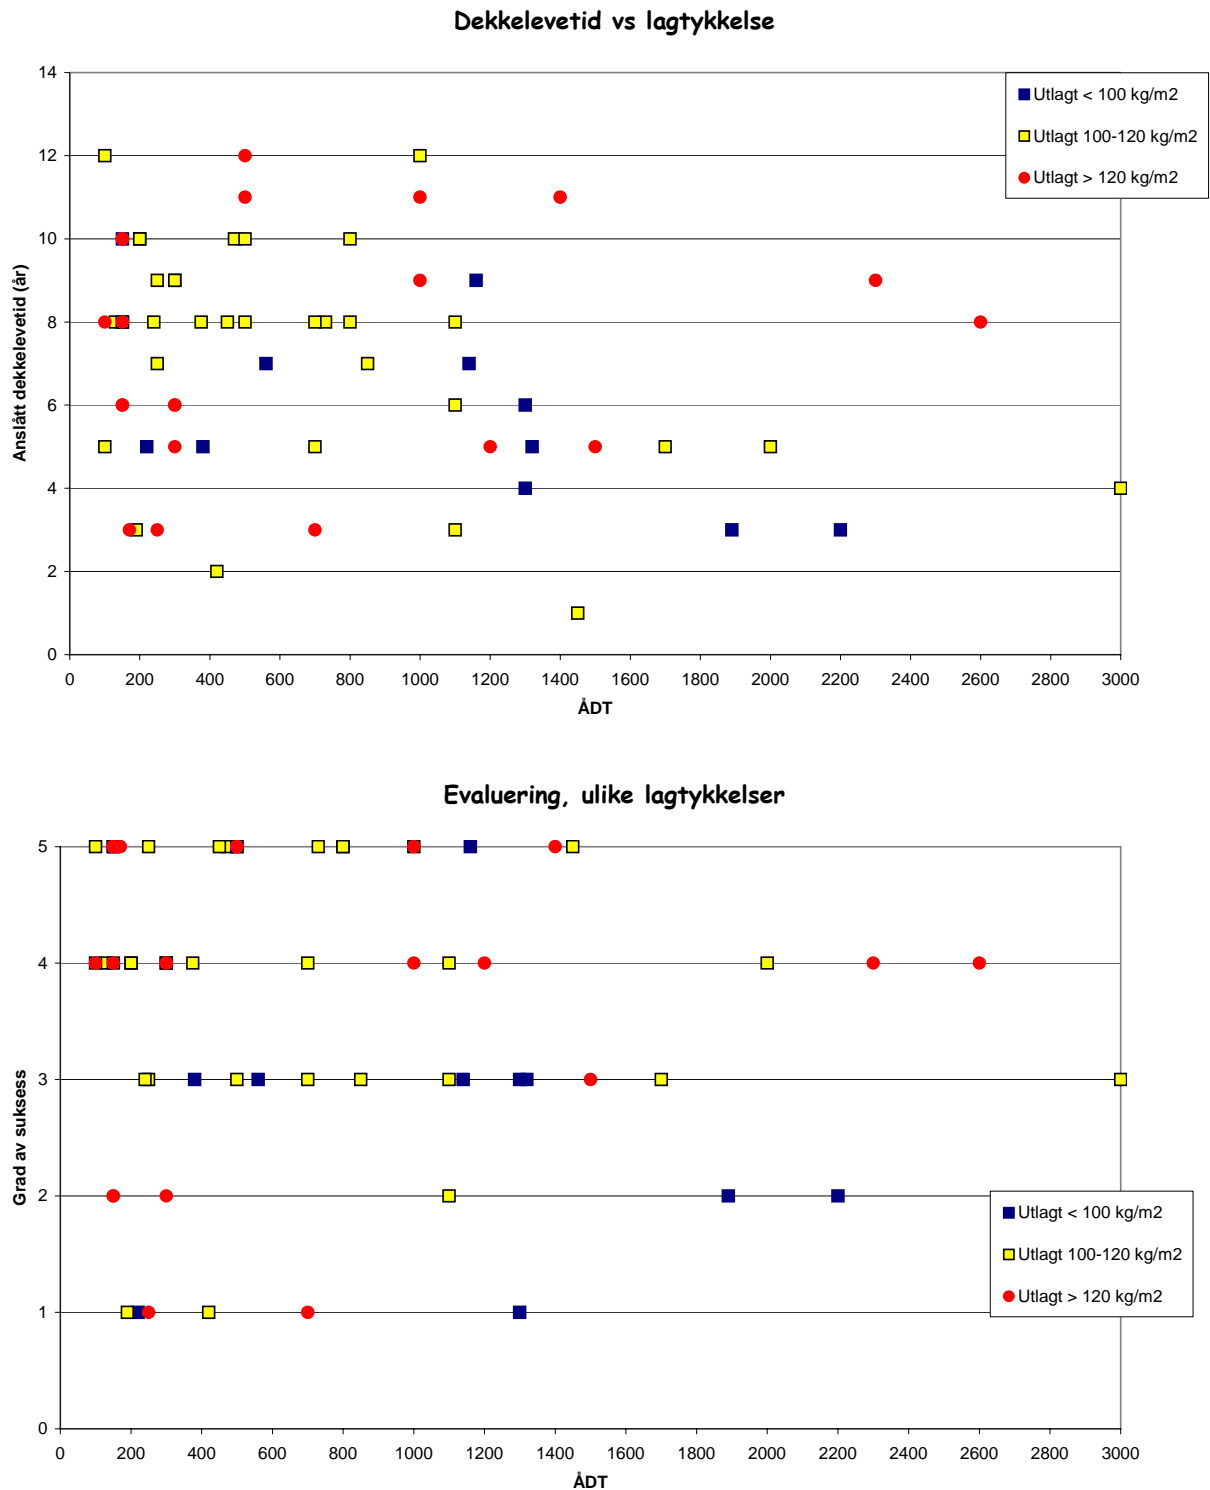 Dekkelevetid vs lagtykkelse
14
12
10
8
6
4
2
0
Anslått dekkelevetid (år)
Utlagt < 100 kg/m2
Utlagt 100-120 kg/m2
Utlagt > 120 kg/m2
0 200 400 600 800 1000 1200 1400 1600 1800 2000 2200 2400 2600 2800 3000
ÅDT
Evaluering, ulike lagtykkelser
5
4
3
2
1
0
Grad av suksess
Utlagt < 100 kg/m2
Utlagt 100-120 kg/m2
Utlagt > 120 kg/m2
0 200 400 600 800 1000 1200 1400 1600 1800 2000 2200 2400 2600 2800 3000
ÅDT